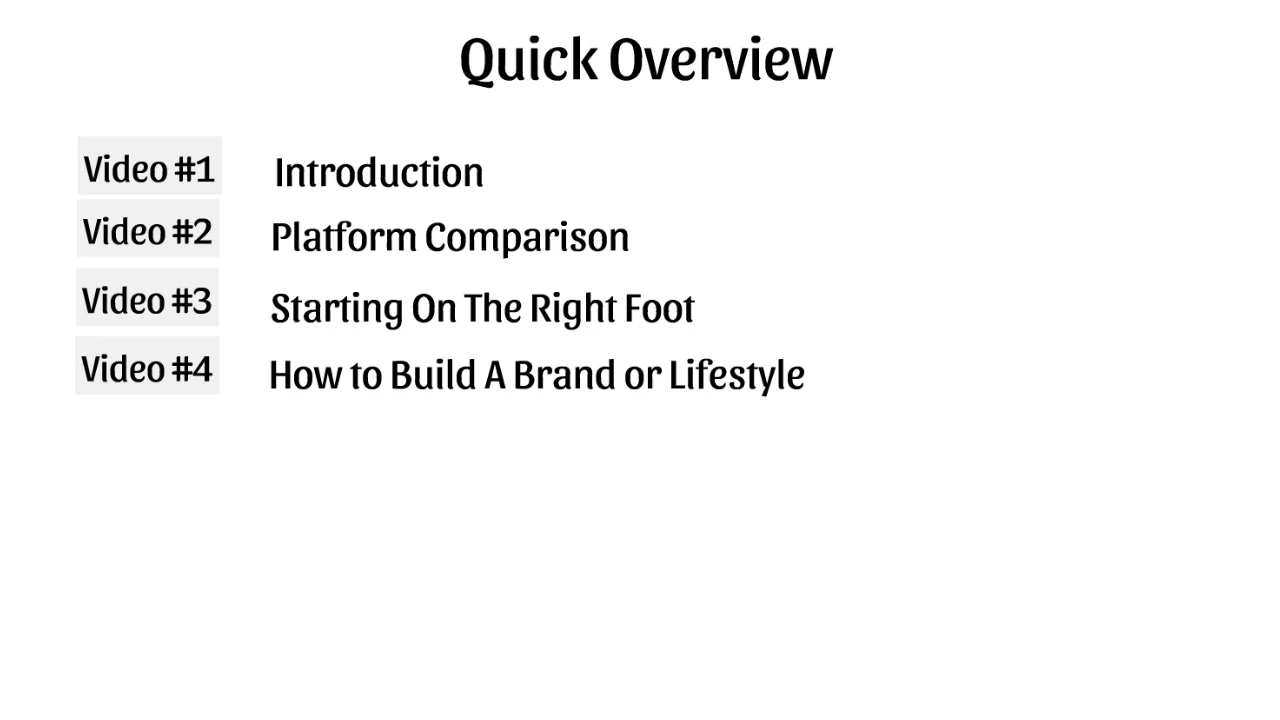 Quick Overview
Video #1 Introduction
Video #2 Platform Comparison
Video #3 Starting On The Right Foot
Video #4 How to Build A Brand or Lifestyle